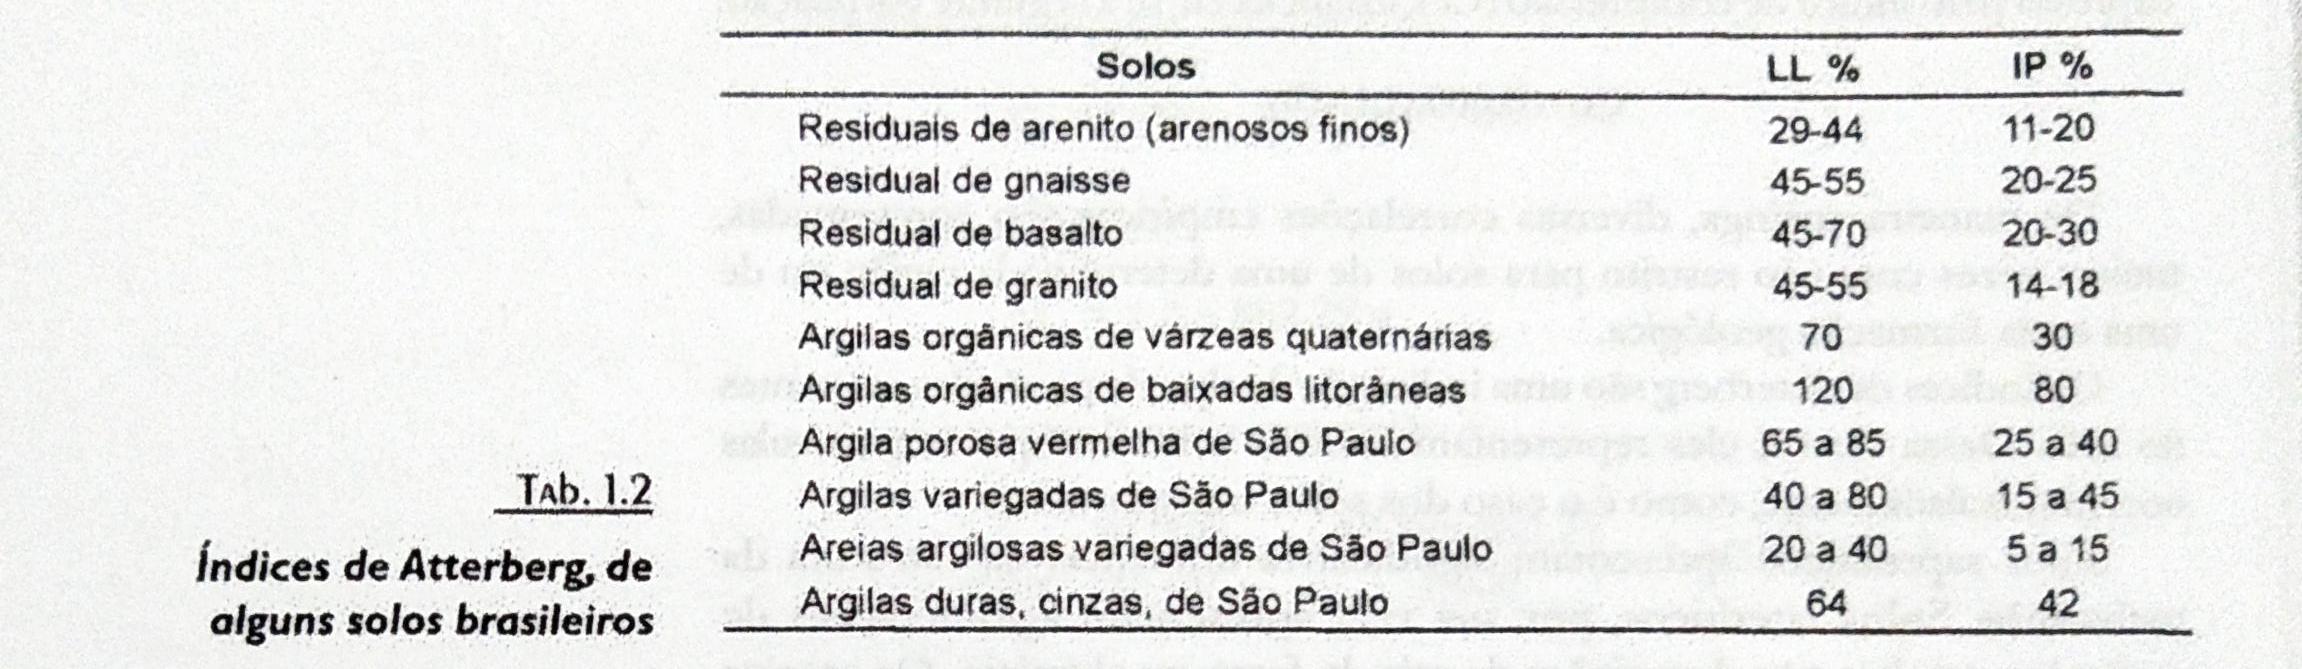 Solos LL % IP %
Residuais de arenito (arenosos finos) 29-44 11-20
Residual de gnaisse 45-55 20-25
Residual de basalto 45-70 20-30
Residual de granito 45-55 14-18
Argilas orgânicas de várzeas quaternárias 70 30
Argilas orgânicas de baixadas litorâneas 120 80
Argila porosa vermelha de São Paulo 65 a 85 25 a 40
Argilas variegadas de São Paulo 40 a 80 15 a 45
Areias argilosas variegadas de São Paulo 20 a 40 5 a 15
Argilas duras, cinzas, de São Paulo 64 42
Tab. 1.2
Índices de Atterberg, de
alguns solos brasileiros